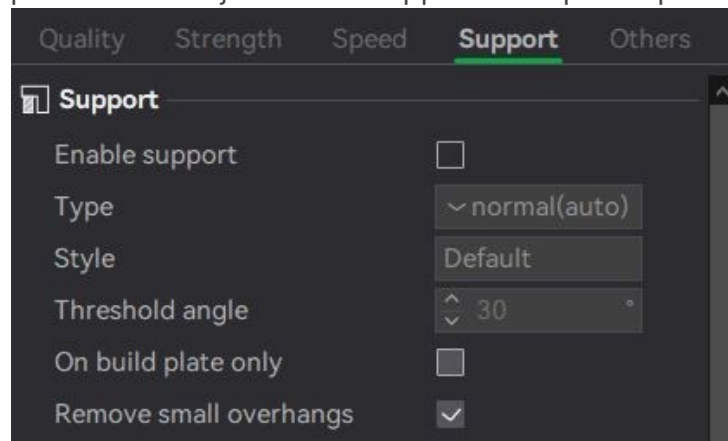 Quality Strength Speed Support Others
Support
Enable support
Type normal(auto)
Style Default
Threshold angle 30 °
On build plate only
Remove small overhangs